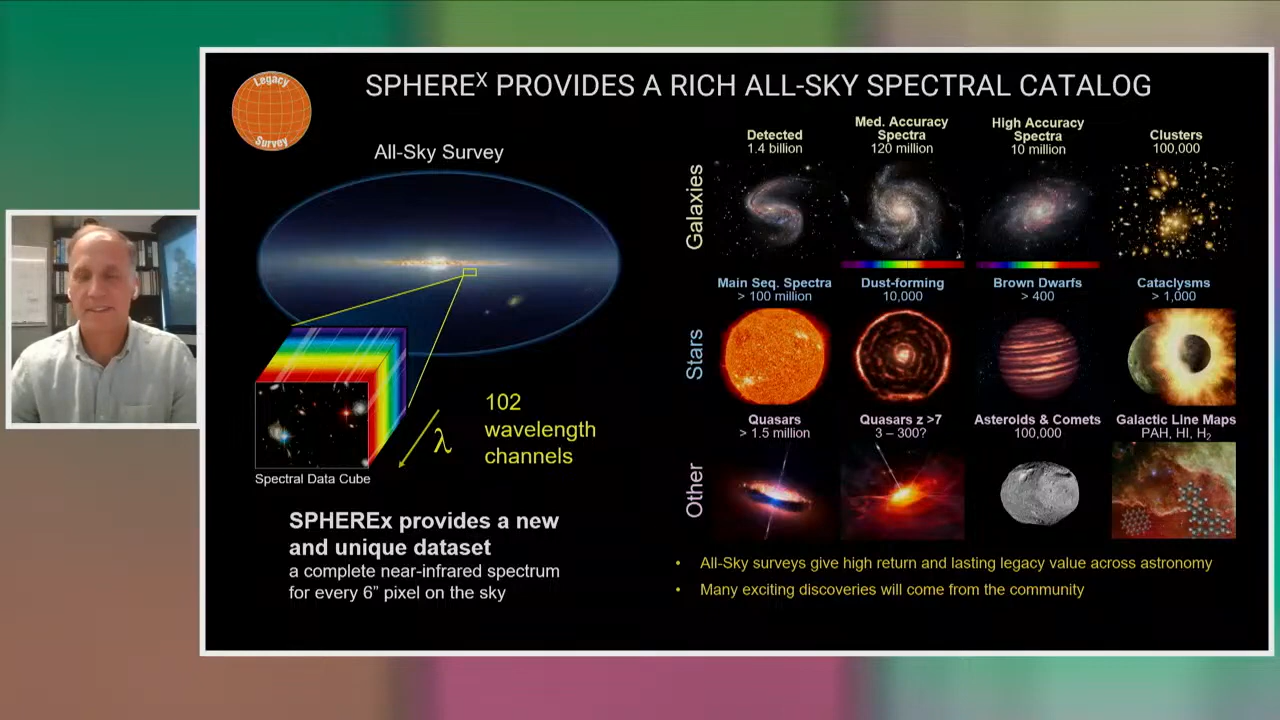 Legacy
Survey
SPHEREX PROVIDES A RICH ALL-SKY SPECTRAL CATALOG
All-Sky Survey
102
wavelength
channels
λ
Spectral Data Cube
SPHEREx provides a new
and unique dataset
a complete near-infrared spectrum
for every 6” pixel on the sky
Galaxies
Detected
1.4 billion
Med. Accuracy
Spectra
120 million
High Accuracy
Spectra
10 million
Clusters
100,000
Stars
Main Seq. Spectra
> 100 million
Dust-forming
10,000
Brown Dwarfs
> 400
Cataclysms
> 1,000
Other
Quasars
> 1.5 million
Quasars z >7
3 – 300?
Asteroids & Comets
100,000
Galactic Line Maps
PAH, HI, H₂
• All-Sky surveys give high return and lasting legacy value across astronomy
• Many exciting discoveries will come from the community